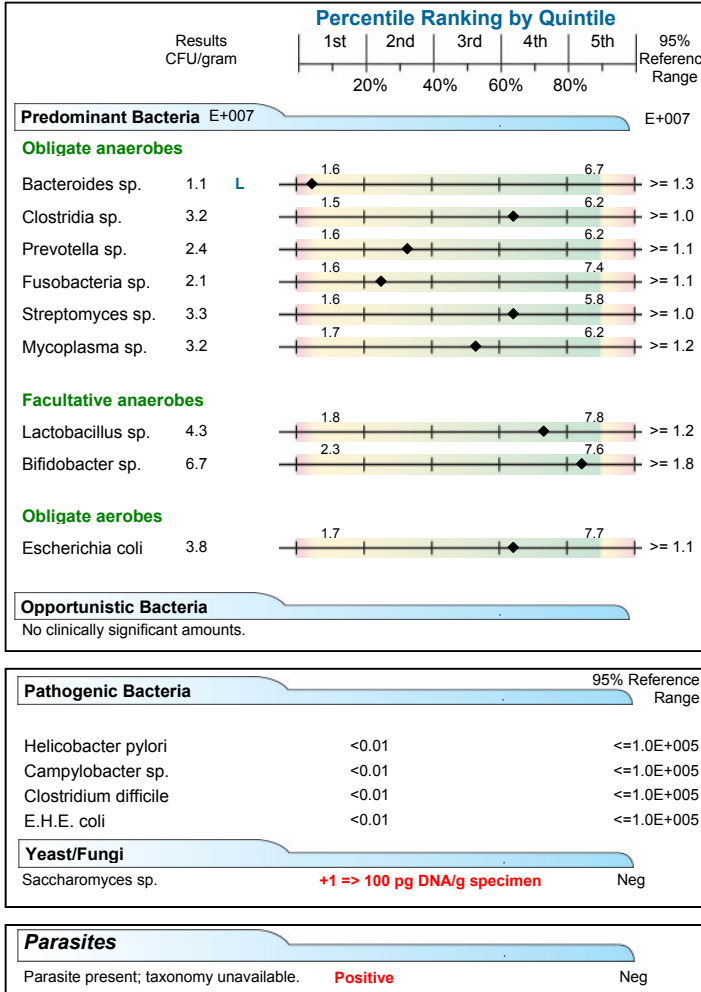 Percentile Ranking by Quintile
Results 1st 2nd 3rd 4th 5th 95%
CFU/gram Referenc
Range
20% 40% 60% 80%
Predominant Bacteria E+007 E+007
Obligate anaerobes
1.6 6.7
Bacteroides sp. 1.1 L >= 1.3
1.5 6.2
Clostridia sp. 3.2 >= 1.0
1.6 6.2
Prevotella sp. 2.4 >= 1.1
1.6 7.4
Fusobacteria sp. 2.1 >= 1.1
1.6 5.8
Streptomyces sp. 3.3 >= 1.0
1.7 6.2
Mycoplasma sp. 3.2 >= 1.2
Facultative anaerobes
1.8 7.8
Lactobacillus sp. 4.3 >= 1.2
2.3 7.6
Bifidobacter sp. 6.7 >= 1.8
Obligate aerobes
1.7 7.7
Escherichia coli 3.8 >= 1.1
Opportunistic Bacteria
No clinically significant amounts.
Pathogenic Bacteria 95% Reference
Range
Helicobacter pylori <0.01 <=1.0E+005
Campylobacter sp. <0.01 <=1.0E+005
Clostridium difficile <0.01 <=1.0E+005
E.H.E. coli <0.01 <=1.0E+005
Yeast/Fungi
Saccharomyces sp. +1 => 100 pg DNA/g specimen Neg
Parasites
Parasite present; taxonomy unavailable. Positive Neg